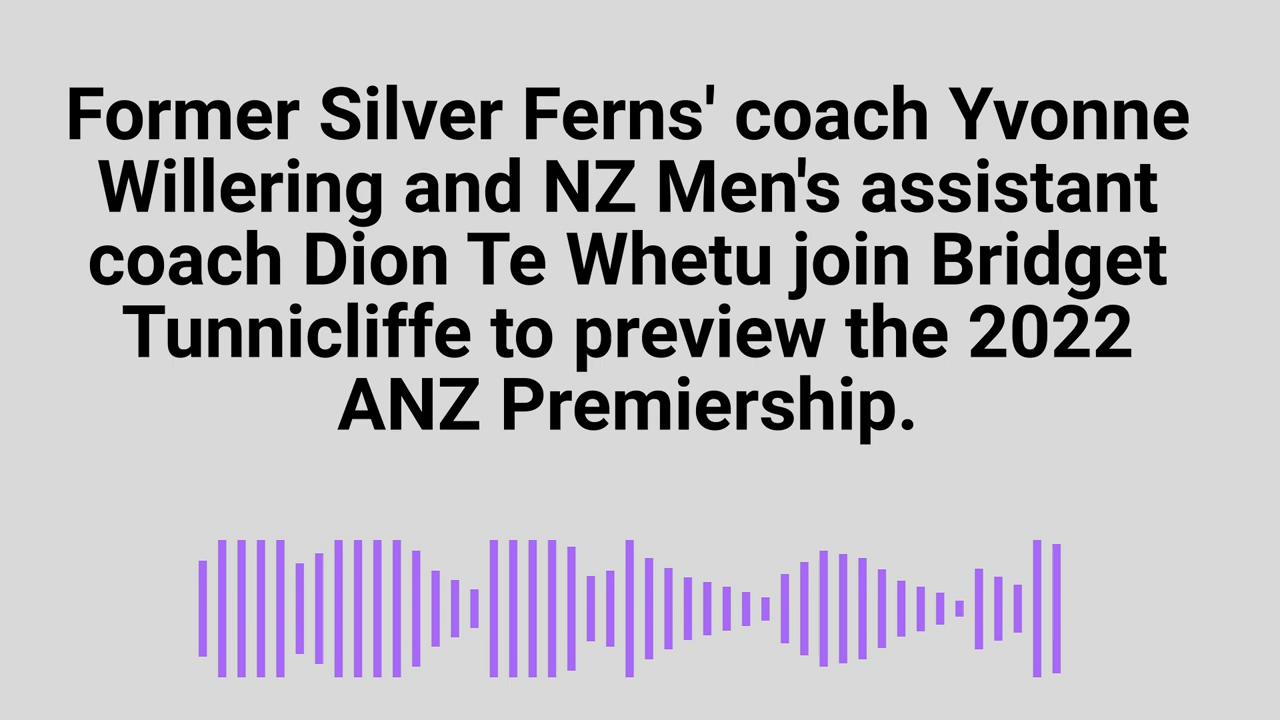 Former Silver Ferns' coach Yvonne
Willering and NZ Men's assistant
coach Dion Te Whetu join Bridget
Tunnicliffe to preview the 2022
ANZ Premiership.